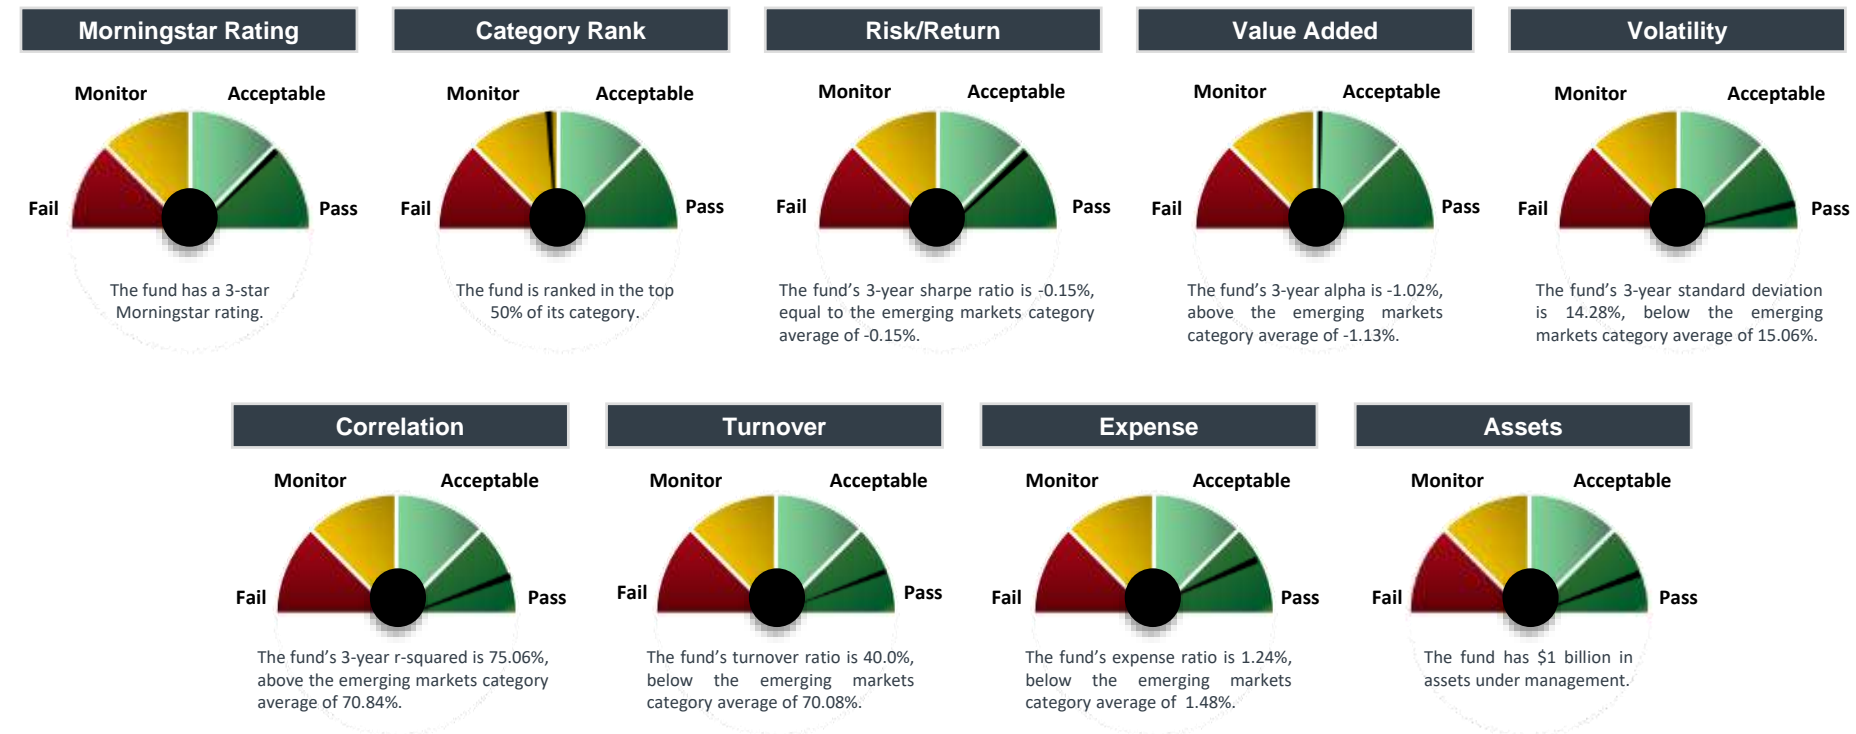 Morningstar Rating
Category Rank
Risk/Return
Value Added
Volatility
Monitor
Acceptable
Fail
Pass
The fund has a 3-star
Morningstar rating.
Monitor
Acceptable
Fail
Pass
The fund is ranked in the top
50% of its category.
Monitor
Acceptable
Fail
Pass
The fund's 3-year sharpe ratio is -0.15%,
equal to the emerging markets category
average of -0.15%.
Monitor
Acceptable
Fail
Pass
The fund's 3-year alpha is -1.02%,
above the emerging markets
category average of -1.13%.
Monitor
Acceptable
Fail
Pass
The fund's 3-year standard deviation
is 14.28%, below the emerging
markets category average of 15.06%.
Correlation
Turnover
Expense
Assets
Monitor
Acceptable
Fail
Pass
The fund's 3-year r-squared is 75.06%,
above the emerging markets category
average of 70.84%.
Monitor
Acceptable
Fail
Pass
The fund's turnover ratio is 40.0%,
below the emerging markets
category average of 70.08%.
Monitor
Acceptable
Fail
Pass
The fund's expense ratio is 1.24%,
below the emerging markets
category average of 1.48%.
Monitor
Acceptable
Fail
Pass
The fund has $1 billion in
assets under management.